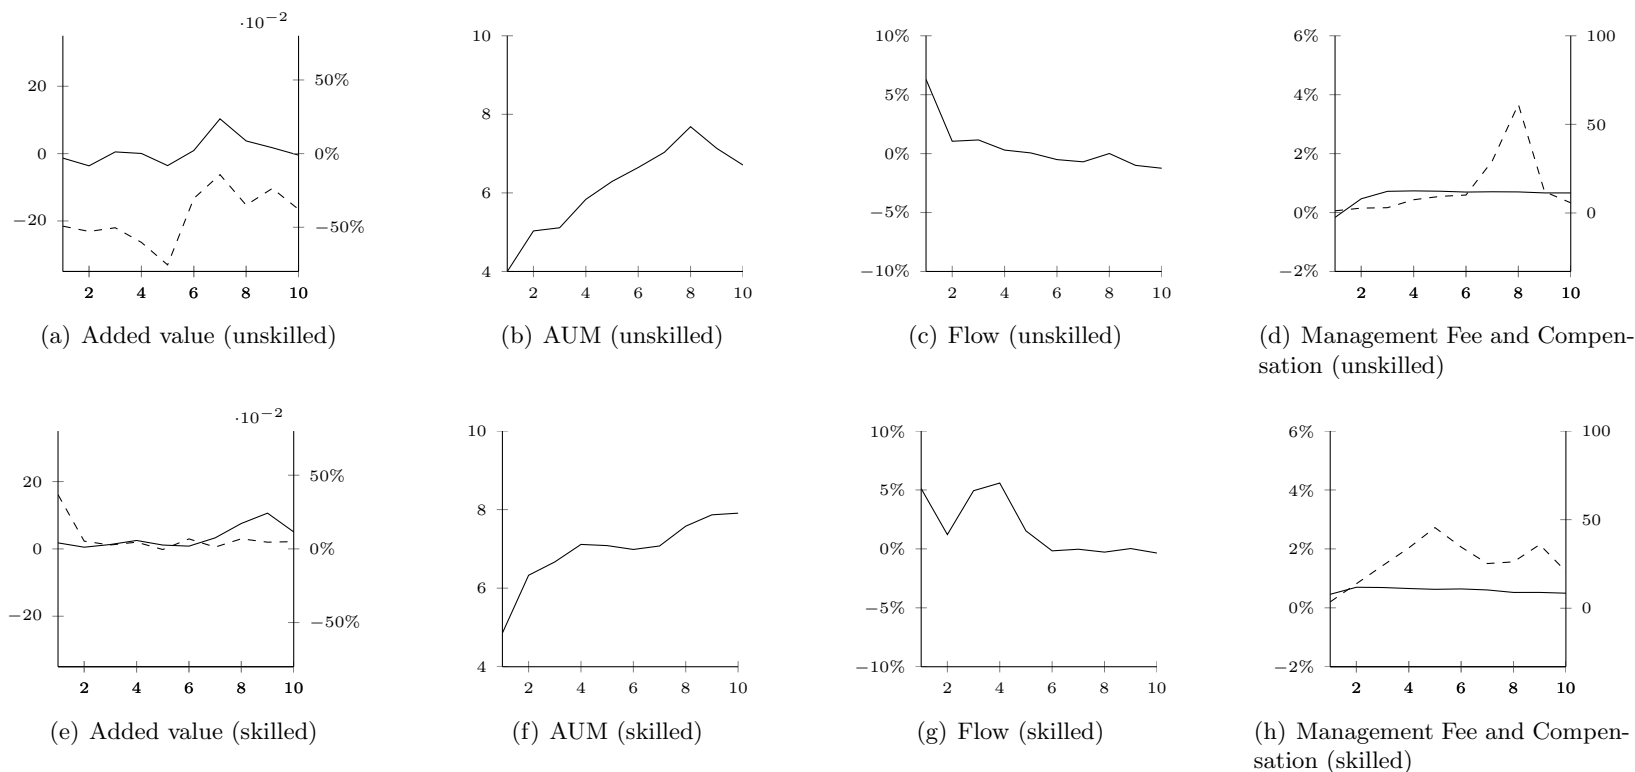 ·10−2
20
0
−20
50%
0%
−50%
2 4 6 8 10
(a) Added value (unskilled)
10
8
6
4
2 4 6 8 10
(b) AUM (unskilled)
10%
5%
0%
−5%
−10%
2 4 6 8 10
(c) Flow (unskilled)
6%
4%
2%
0%
−2%
100
50
0
2 4 6 8 10
(d) Management Fee and Compen-
sation (unskilled)
·10−2
20
0
−20
50%
0%
−50%
2 4 6 8 10
(e) Added value (skilled)
10
8
6
4
2 4 6 8 10
(f) AUM (skilled)
10%
5%
0%
−5%
−10%
2 4 6 8 10
(g) Flow (skilled)
6%
4%
2%
0%
−2%
100
50
0
2 4 6 8 10
(h) Management Fee and Compen-
sation (skilled)